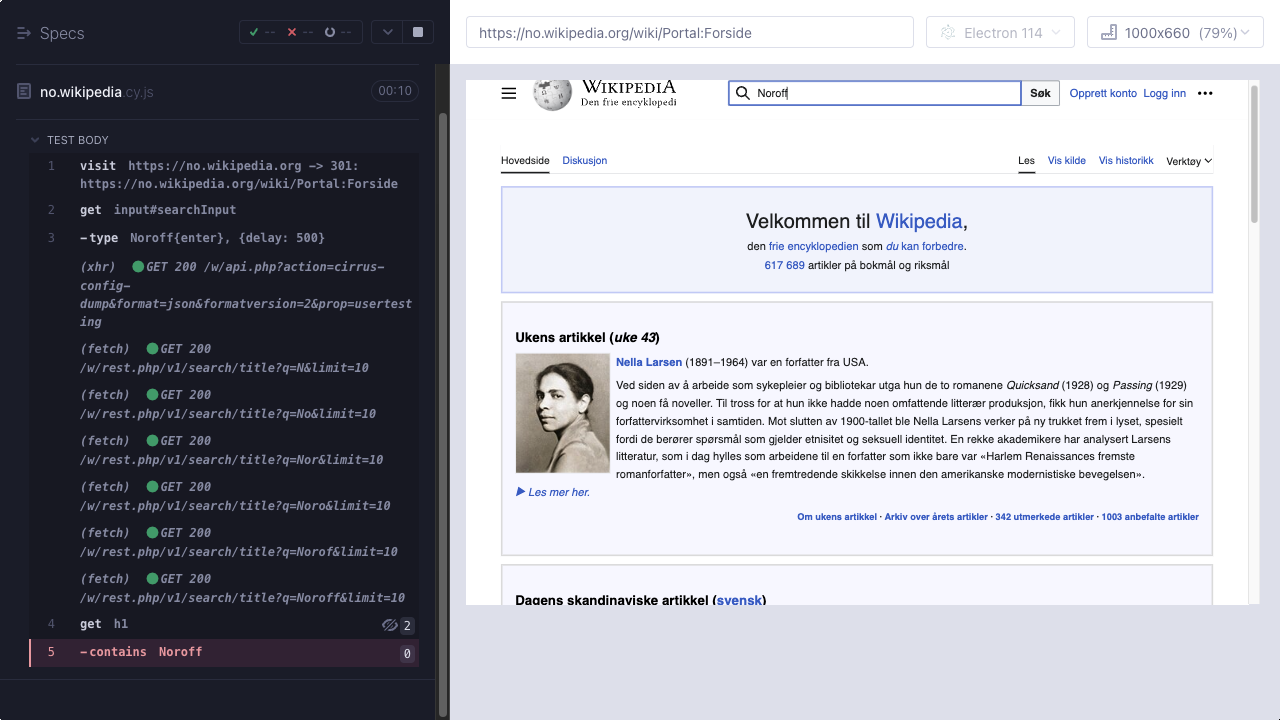 Specs
-- -- --
no.wikipedia.cy.js
00:10
TEST BODY
1 visit https://no.wikipedia.org -> 301:
https://no.wikipedia.org/wiki/Portal:Forside
2 get input#searchInput
3 -type Noroff{enter}, {delay: 500}
(xhr) GET 200 /w/api.php?action=cirrus-
config-
dump&format=json&formatversion=2&prop=usertest
ing
(fetch) GET 200
/w/rest.php/v1/search/title?q=N&limit=10
(fetch) GET 200
/w/rest.php/v1/search/title?q=No&limit=10
(fetch) GET 200
/w/rest.php/v1/search/title?q=Nor&limit=10
(fetch) GET 200
/w/rest.php/v1/search/title?q=Noro&limit=10
(fetch) GET 200
/w/rest.php/v1/search/title?q=Norof&limit=10
(fetch) GET 200
/w/rest.php/v1/search/title?q=Noroff&limit=10
4 get h1 2
5 -contains Noroff 0
https://no.wikipedia.org/wiki/Portal:Forside
Electron 114
1000x660 (79%)
WIKIPEDIA
Den frie encyklopedi
Noroff
Søk
Opprett konto Logg inn
Hovedside Diskusjon
Les Vis kilde Vis historikk Verktøy
Velkommen til Wikipedia,
den frie encyklopedien som du kan forbedre.
617 689 artikler på bokmål og riksmål
Ukens artikkel (uke 43)
Nella Larsen (1891–1964) var en forfatter fra USA.
Ved siden av å arbeide som sykepleier og bibliotekar utga hun de to romanene Quicksand (1928) og Passing (1929)
og noen få noveller. Til tross for at hun ikke hadde noen omfattende litterær produksjon, fikk hun anerkjennelse for sin
forfattervirksomhet i samtiden. Mot slutten av 1900-tallet ble Nella Larsens verker på ny trukket frem i lyset, spesielt
fordi de berører spørsmål som gjelder etnisitet og seksuell identitet. En rekke akademikere har analysert Larsens
litteratur, som i dag hylles som arbeidene til en forfatter som ikke bare var «Harlem Renaissances fremste
romanforfatter», men også «en fremtredende skikkelse innen den amerikanske modernistiske bevegelsen».
Les mer her.
Om ukens artikkel · Arkiv over årets artikler · 342 utmerkede artikler · 1003 anbefalte artikler
Dagens skandinaviske artikkel (svensk)